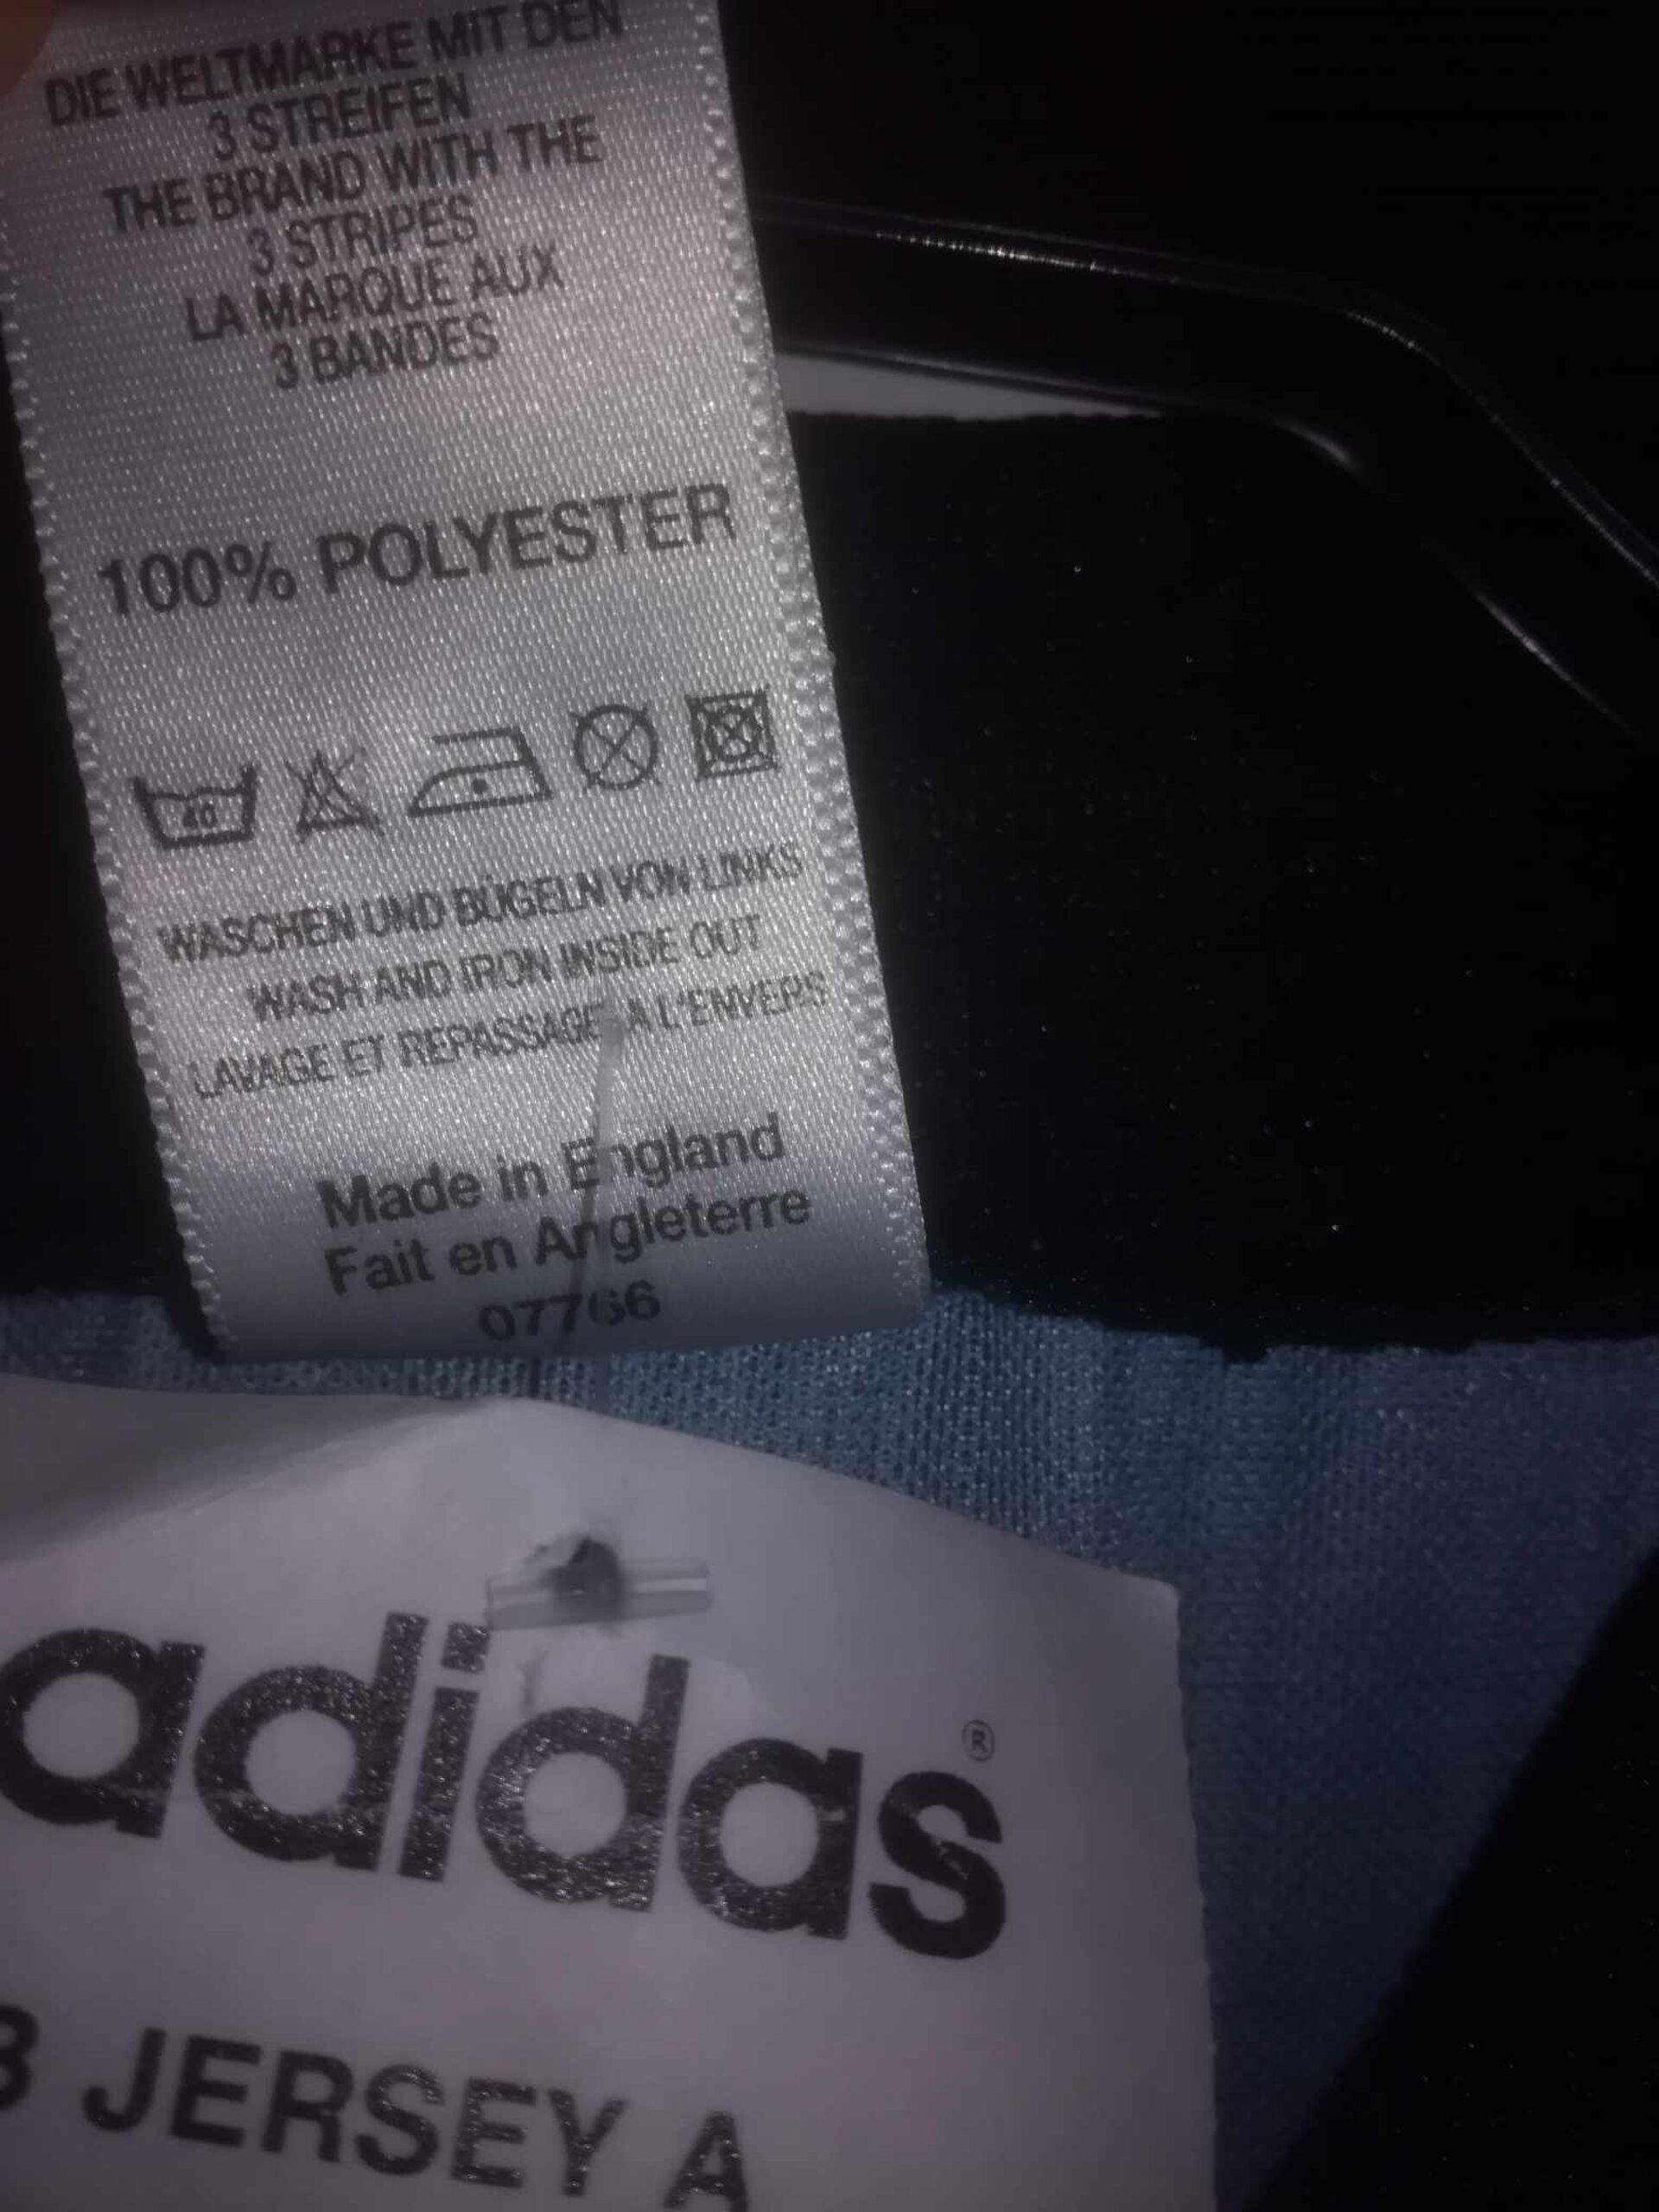 DIE WELTMARKE MIT DEN
3 STREIFEN
THE BRAND WITH THE
3 STRIPES
LA MARQUE AUX
3 BANDES
100% POLYESTER
40
WASCHEN UND BÜGELN VON LINKS
WASH AND IRON INSIDE OUT
LAVAGE ET REPASSAGE A L'ENVERS
Made in England
Fait en Angleterre
07766
adidas®
JERSEY A